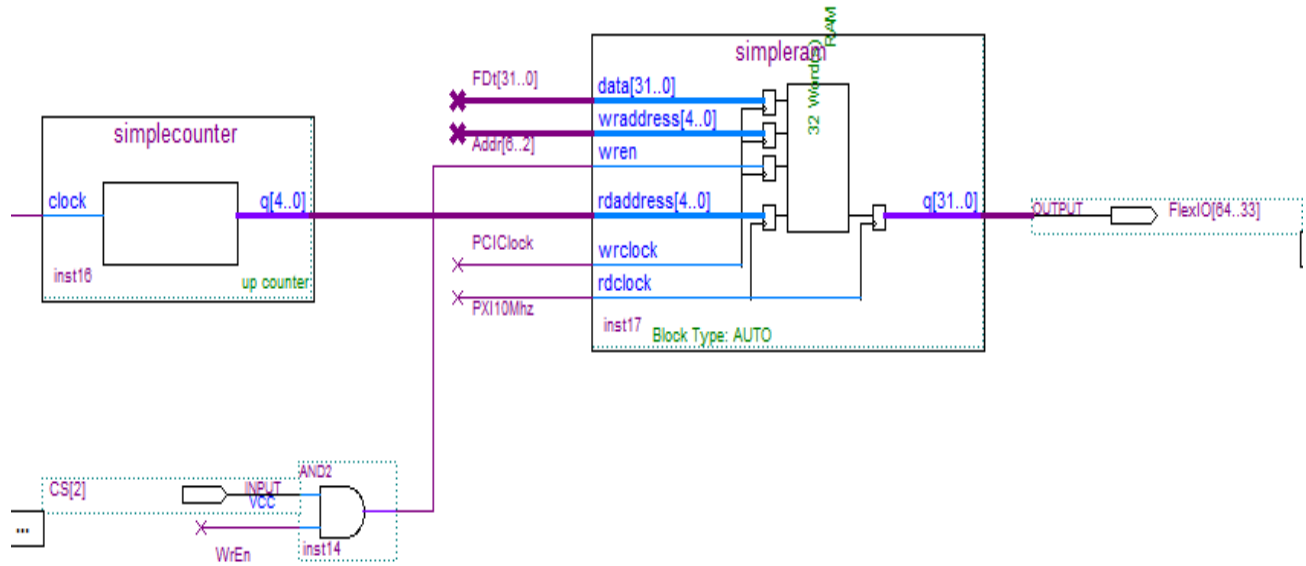 simplecounter
clock
q[4..0]
inst16
up counter
FDt[31..0]
Addr[6..2]
PCIClock
PXI10Mhz
simpleram
data[31..0]
wraddress[4..0]
wren
rdaddress[4..0]
wrclock
rdclock
32 Word(s)
RAM
q[31..0]
inst17
Block Type: AUTO
OUTPUT
FlexIO[64..33]
CS[2]
INPUT
VCC
AND2
WrEn
inst14
...